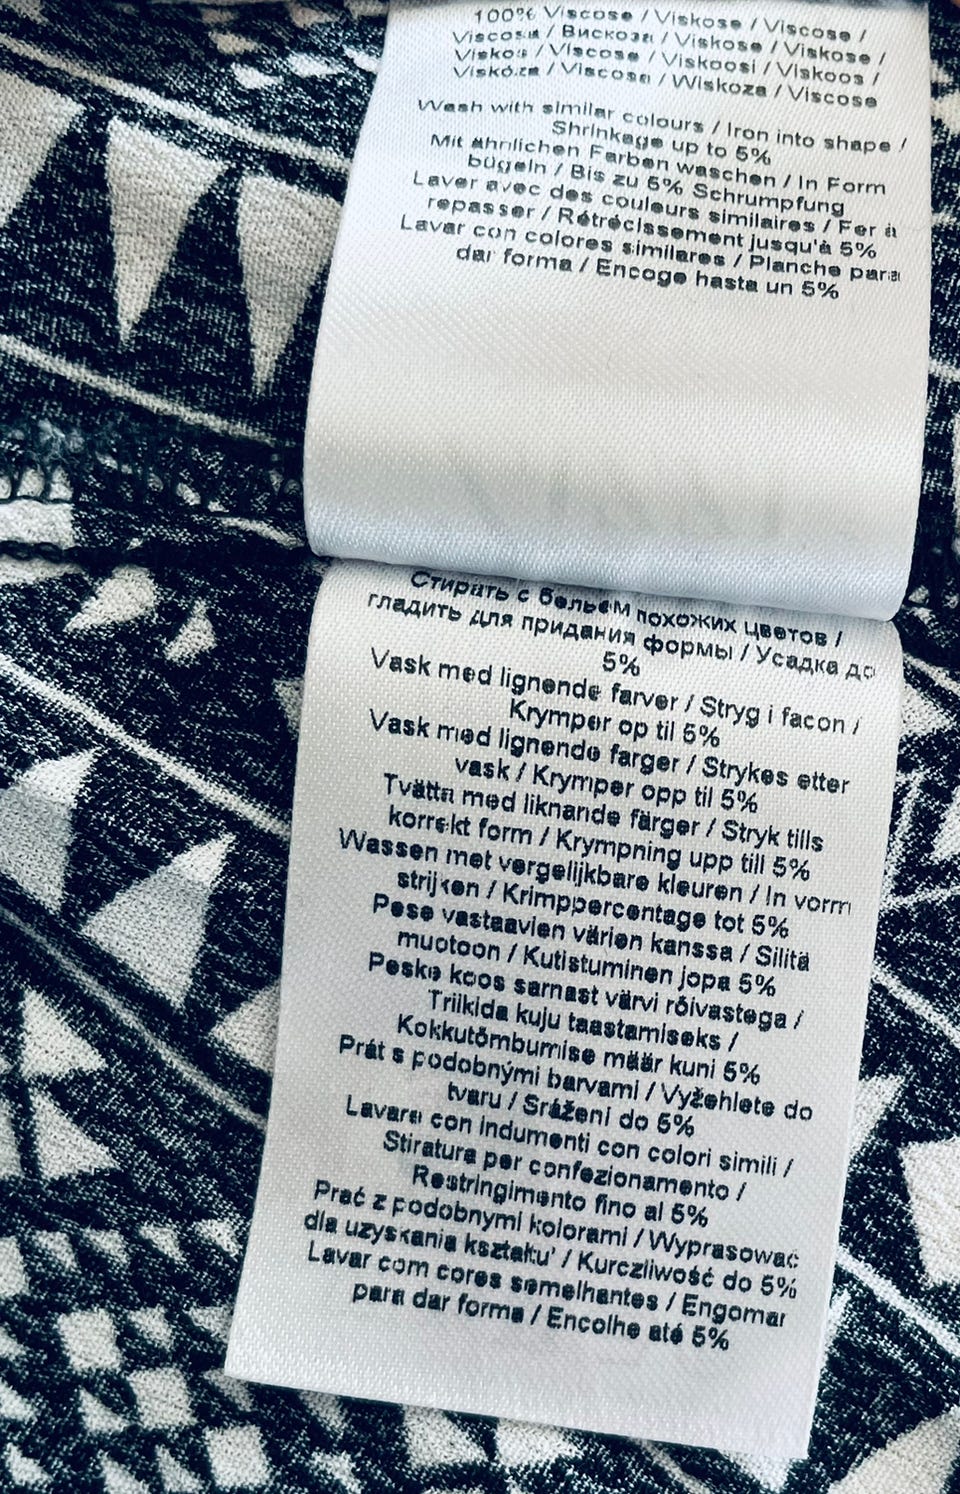 100% Viscose / Viskose / Viscose /
Viscosa / Вискоза / Viskose / Viskose /
Viskos / Viscose / Viskoosi / Viskoos /
Viskóza / Viscosa / Wiskoza / Viscose
Wash with similar colours / Iron into shape /
Shrinkage up to 5%
Mit ähnlichen Farben waschen / In Form
bügeln / Bis zu 5% Schrumpfung
Laver avec des couleurs similaires / Fer à
repasser / Rétrécissement jusqu'à 5%
Lavar con colores similares / Planche para
dar forma / Encoge hasta un 5%
Стирать с бельем похожих цветов /
гладить для придания формы / Усадка до
5%
Vask med lignende farver / Stryg i facon /
Krymper op til 5%
Vask med lignende farger / Strykes etter
vask / Krymper opp til 5%
Tvätta med liknande färger / Stryk tills
korrekt form / Krympning upp till 5%
Wassen met vergelijkbare kleuren / In vorm
strijken / Krimppercentage tot 5%
Pese vastaavien värien kanssa / Silitä
muotoon / Kutistuminen jopa 5%
Peske koos sarnast värvi rõivastega /
Triikida kuju taastamiseks /
Kokkutõmbumise määr kuni 5%
Prát s podobnými barvami / Vyžehlete do
tvaru / Srážení do 5%
Lavare con indumenti con colori simili /
Stiratura per confezionamento /
Restringimento fino al 5%
Prać z podobnymi kolorami / Wyprasować
dla uzyskania kształtu' / Kurczliwość do 5%
Lavar com cores semelhantes / Engomar
para dar forma / Encolhe até 5%